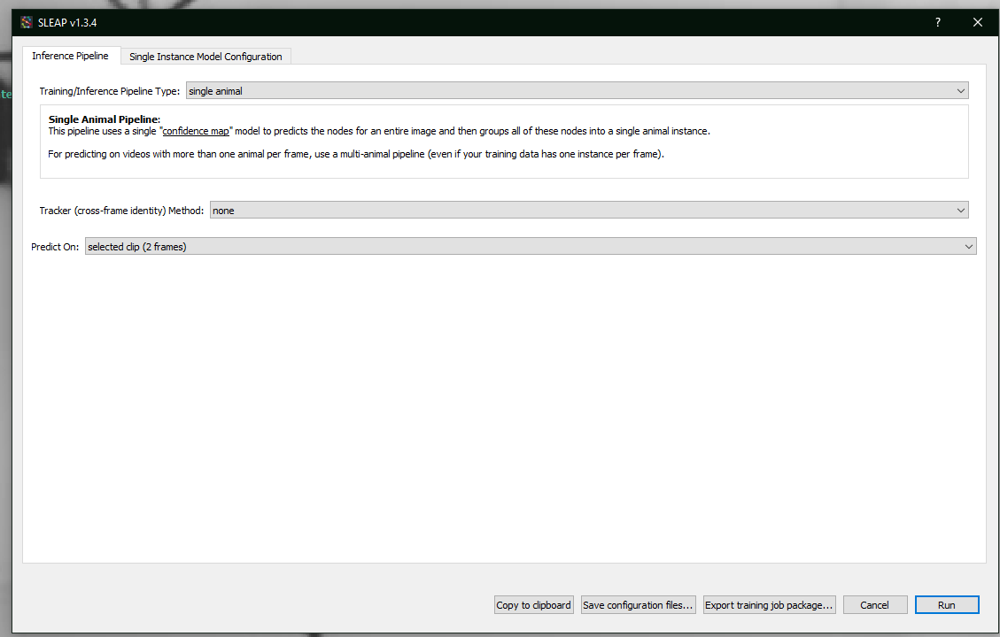 SLEAP v1.3.4
?
Inference Pipeline
Single Instance Model Configuration
te
Training/Inference Pipeline Type: single animal
Single Animal Pipeline:
This pipeline uses a single "confidence map" model to predicts the nodes for an entire image and then groups all of these nodes into a single animal instance.
For predicting on videos with more than one animal per frame, use a multi-animal pipeline (even if your training data has one instance per frame).
Tracker (cross-frame identity) Method: none
Predict On: selected clip (2 frames)
Copy to clipboard
Save configuration files...
Export training job package...
Cancel
Run